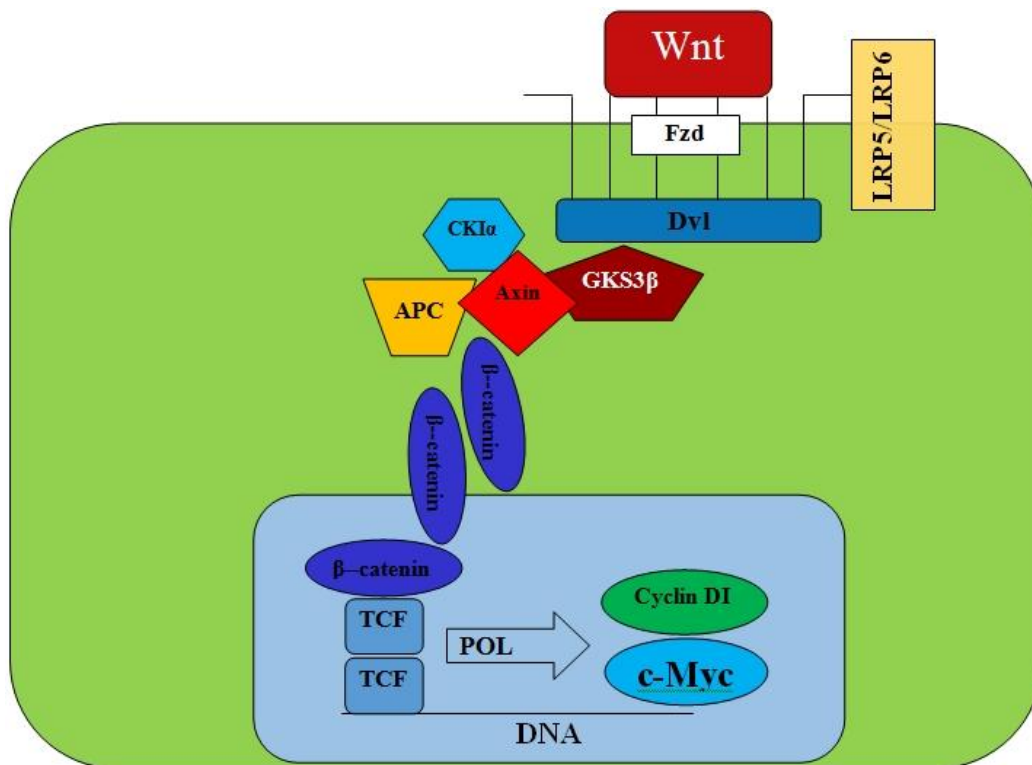 Wnt
LRP5/LRP6
Fzd
Dvl
CKIα
GKS3β
Axin
APC
β--catenin
β--catenin
β--catenin
TCF
TCF
POL
Cyclin DI
c-Myc
DNA